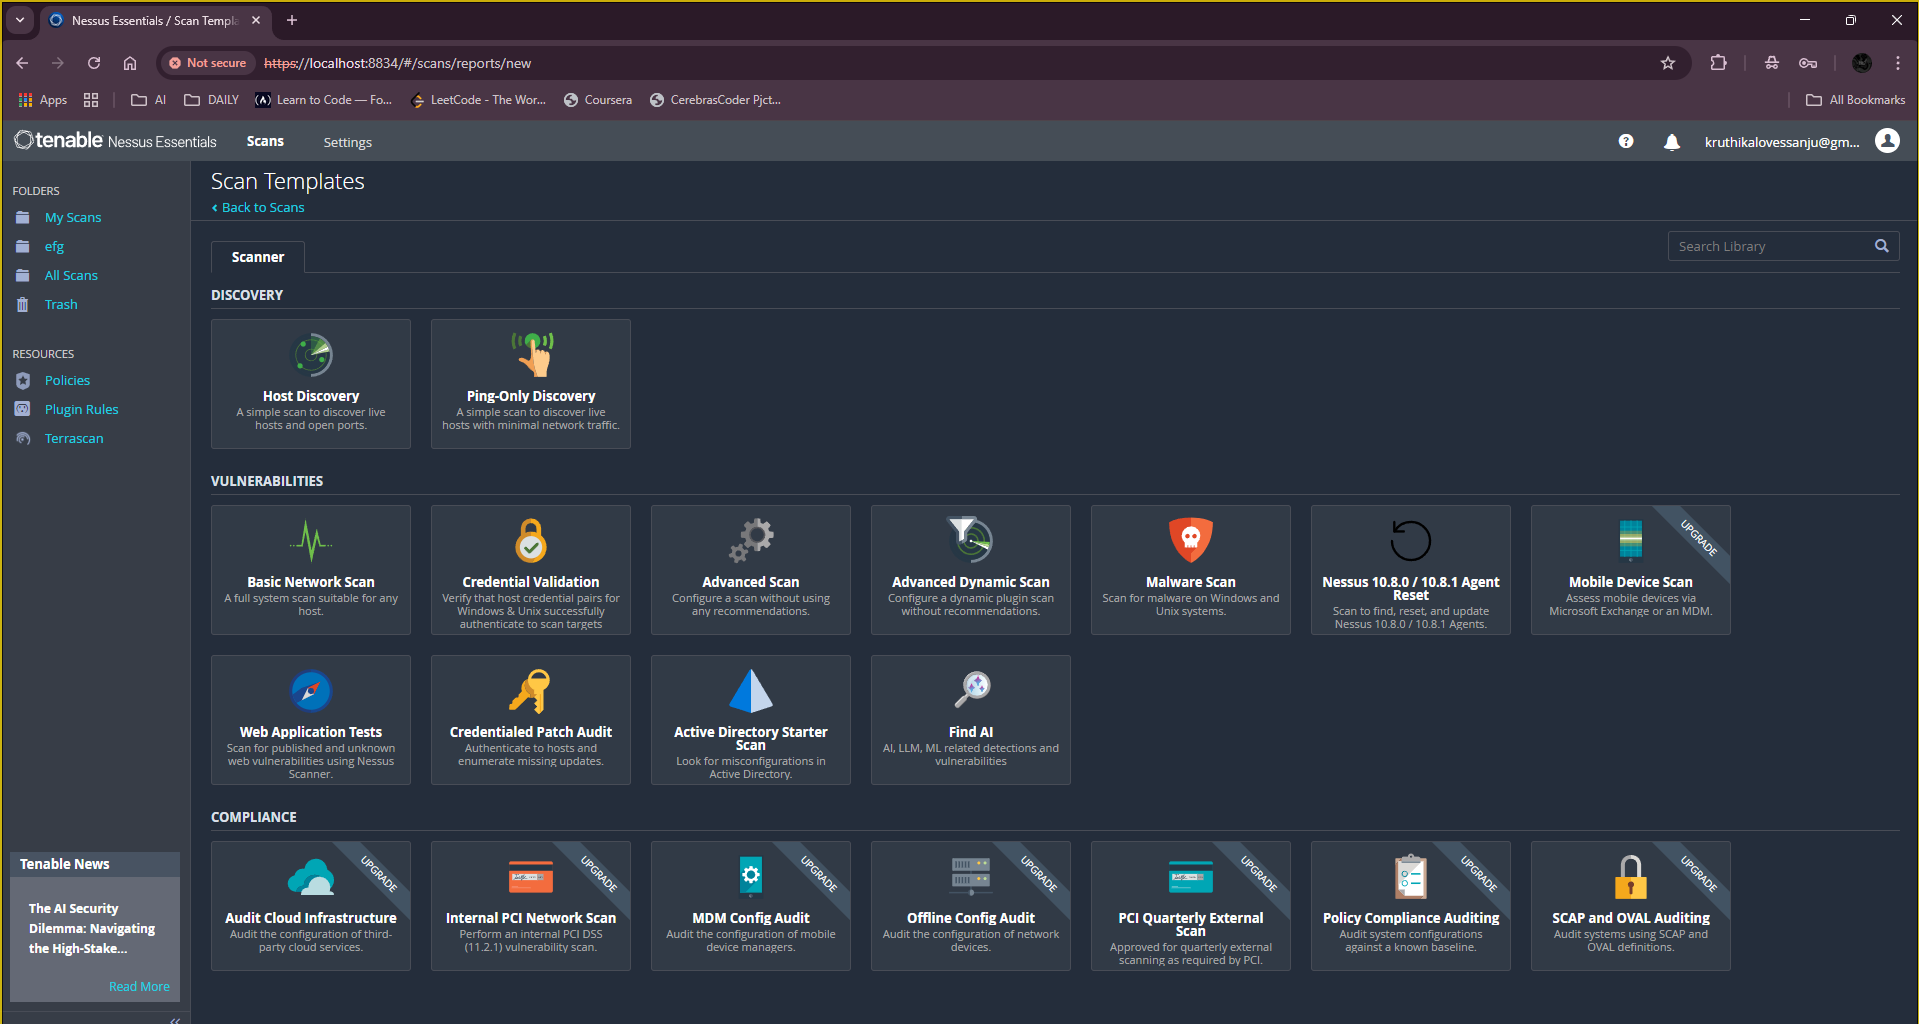 Nessus Essentials / Scan Templa
Not secure
https://localhost:8834/#/scans/reports/new
Apps
AI
DAILY
Learn to Code — Fo...
LeetCode - The Wor...
Coursera
CerebrasCoder Pjct...
All Bookmarks
tenable Nessus Essentials
Scans
Settings
kruthikalovessanju@gm...
FOLDERS
My Scans
efg
All Scans
Trash
RESOURCES
Policies
Plugin Rules
Terrascan
Tenable News
The AI Security
Dilemma: Navigating
the High-Stake...
Read More
Scan Templates
Back to Scans
Scanner
Search Library
DISCOVERY
Host Discovery
A simple scan to discover live
hosts and open ports.
Ping-Only Discovery
A simple scan to discover live
hosts with minimal network traffic.
VULNERABILITIES
Basic Network Scan
A full system scan suitable for any
host.
Credential Validation
Verify that host credential pairs for
Windows & Unix successfully
authenticate to scan targets
Advanced Scan
Configure a scan without using
any recommendations.
Advanced Dynamic Scan
Configure a dynamic plugin scan
without recommendations.
Malware Scan
Scan for malware on Windows and
Unix systems.
Nessus 10.8.0 / 10.8.1 Agent
Reset
Scan to find, reset, and update
Nessus 10.8.0 / 10.8.1 Agents.
UPGRADE
Mobile Device Scan
Assess mobile devices via
Microsoft Exchange or an MDM.
Web Application Tests
Scan for published and unknown
web vulnerabilities using Nessus
Scanner.
Credentialed Patch Audit
Authenticate to hosts and
enumerate missing updates.
Active Directory Starter
Scan
Look for misconfigurations in
Active Directory.
Find AI
AI, LLM, ML related detections and
vulnerabilities
COMPLIANCE
UPGRADE
Audit Cloud Infrastructure
Audit the configuration of third-
party cloud services.
UPGRADE
Internal PCI Network Scan
Perform an internal PCI DSS
(11.2.1) vulnerability scan.
UPGRADE
MDM Config Audit
Audit the configuration of mobile
device managers.
UPGRADE
Offline Config Audit
Audit the configuration of network
devices.
UPGRADE
PCI Quarterly External
Scan
Approved for quarterly external
scanning as required by PCI.
UPGRADE
Policy Compliance Auditing
Audit system configurations
against a known baseline.
UPGRADE
SCAP and OVAL Auditing
Audit systems using SCAP and
OVAL definitions.